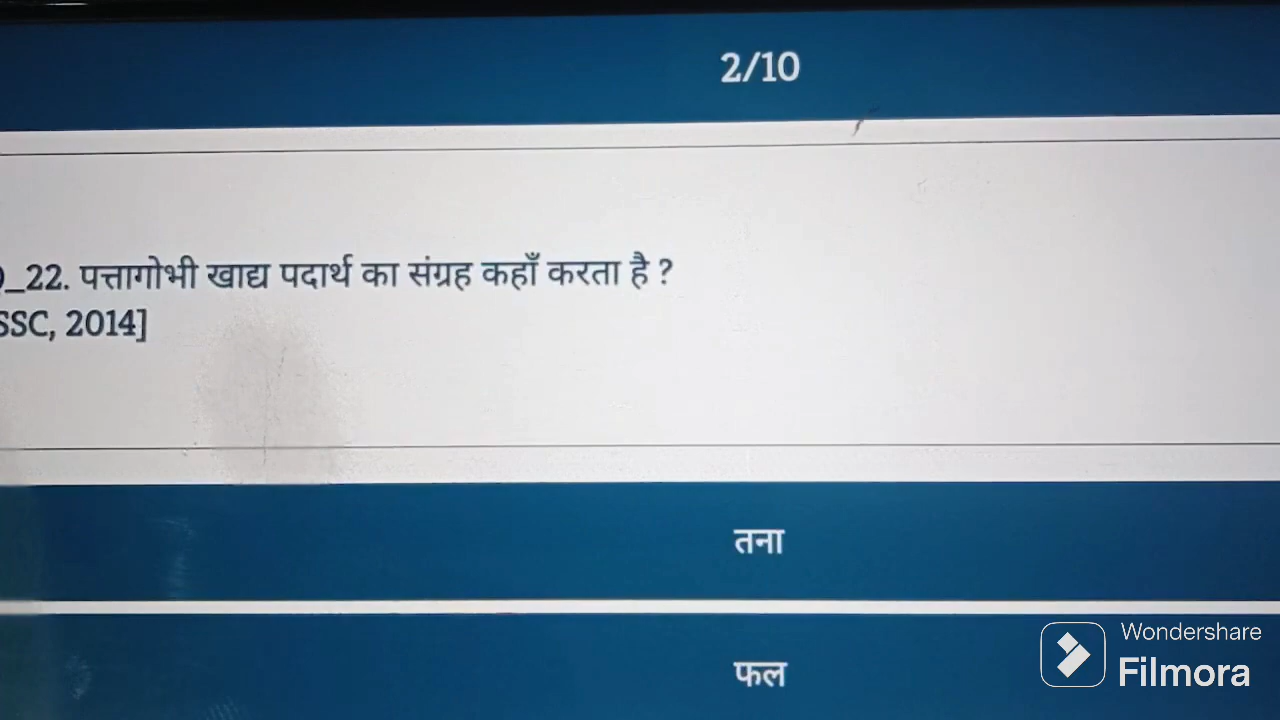 2/10
_22. पत्तागोभी खाद्य पदार्थ का संग्रह कहाँ करता है ?
SSC, 2014]
तना
फल
Wondershare
Filmora